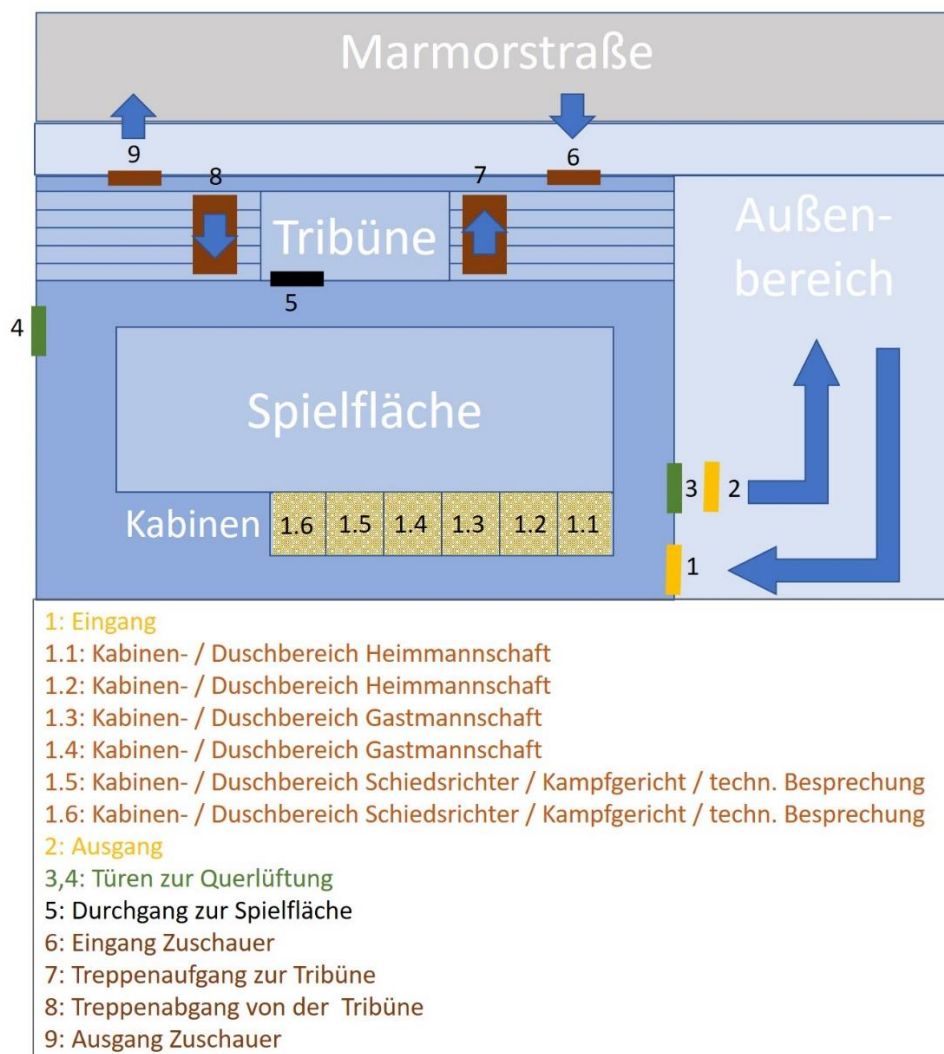 Marmorstraße
9
6
8
7
Tribüne
Außen-
bereich
5
4
Spielfläche
3
2
Kabinen
1.6
1.5
1.4
1.3
1.2
1.1
1
1: Eingang
1.1: Kabinen- / Duschbereich Heimmannschaft
1.2: Kabinen- / Duschbereich Heimmannschaft
1.3: Kabinen- / Duschbereich Gastmannschaft
1.4: Kabinen- / Duschbereich Gastmannschaft
1.5: Kabinen- / Duschbereich Schiedsrichter / Kampfgericht / techn. Besprechung
1.6: Kabinen- / Duschbereich Schiedsrichter / Kampfgericht / techn. Besprechung
2: Ausgang
3,4: Türen zur Querlüftung
5: Durchgang zur Spielfläche
6: Eingang Zuschauer
7: Treppenaufgang zur Tribüne
8: Treppenabgang von der Tribüne
9: Ausgang Zuschauer